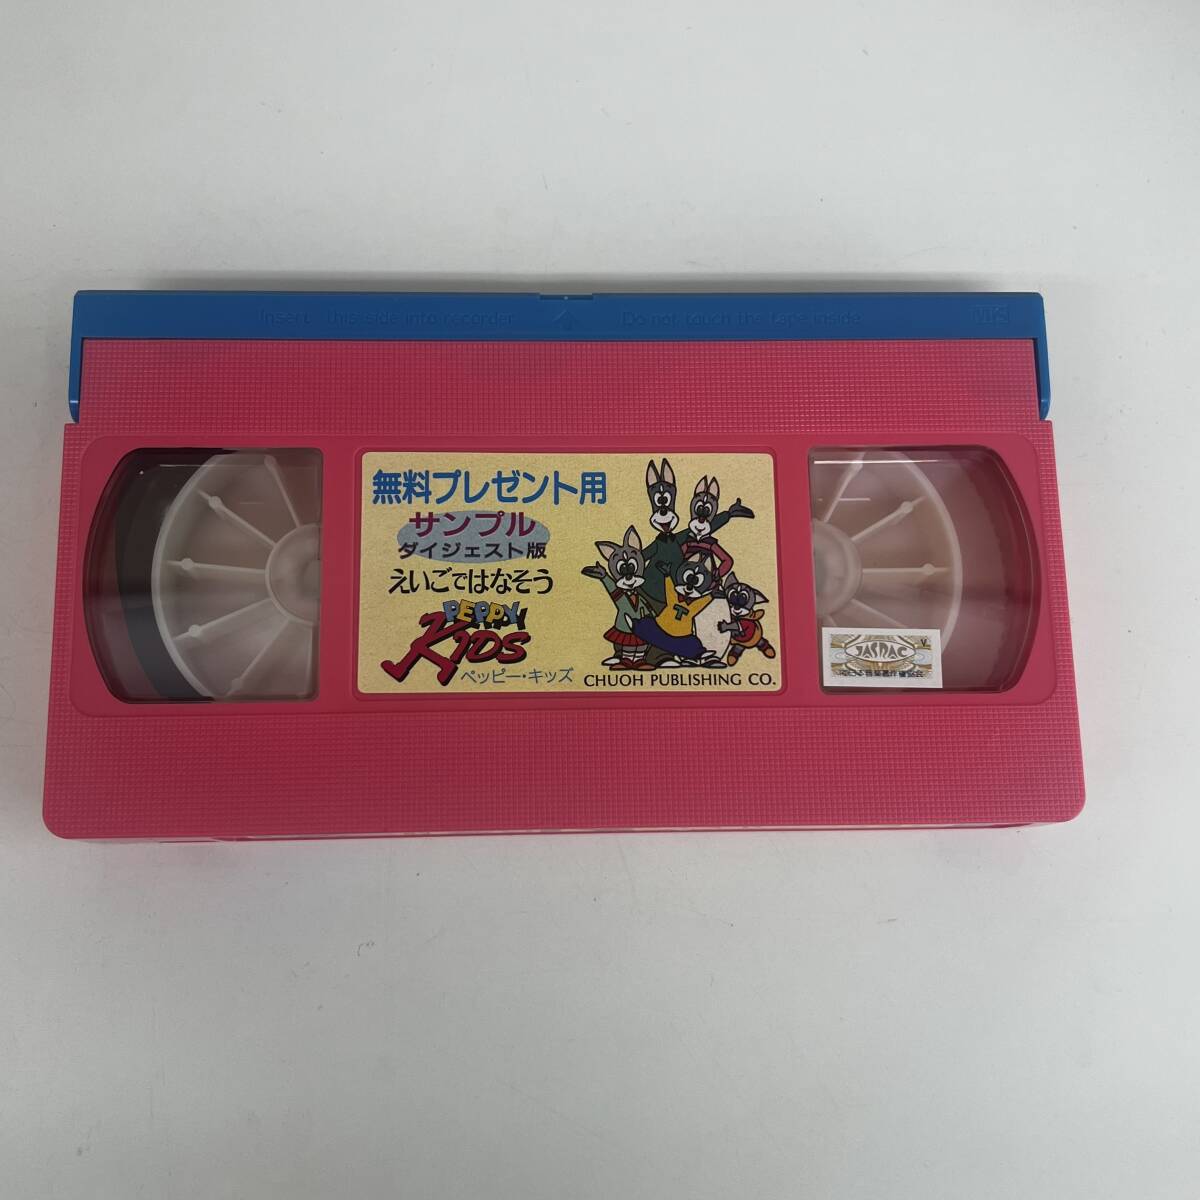 Insert this side into recorder
Do not touch the tape inside
VHS
無料プレゼント用
サンプル
ダイジェスト版
えいごではなそう
PEPPY
KIDS
ペッピー・キッズ
T
CHUOH PUBLISHING CO.
V
JASRAC